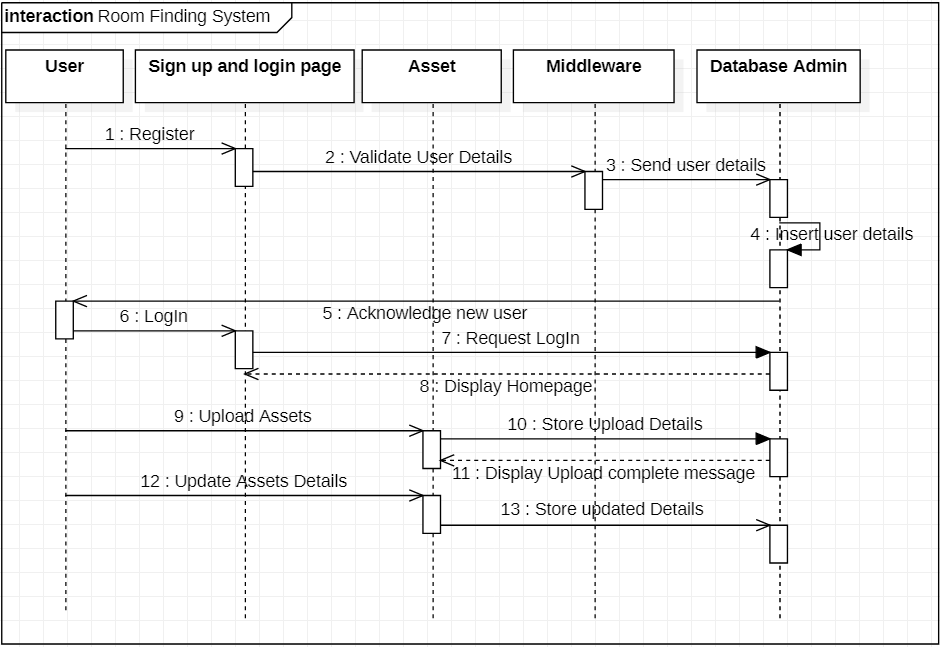 interaction Room Finding System
User
Sign up and login page
Asset
Middleware
Database Admin
1 : Register
2 : Validate User Details
3 : Send user details
4 : Insert user details
5 : Acknowledge new user
6 : LogIn
7 : Request LogIn
8 : Display Homepage
9 : Upload Assets
10 : Store Upload Details
11 : Display Upload complete message
12 : Update Assets Details
13 : Store updated Details